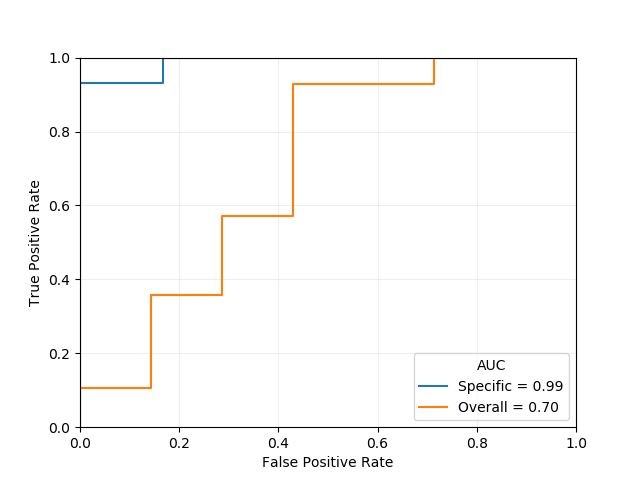 1.0
0.8
0.6
0.4
0.2
0.0
True Positive Rate
AUC
Specific = 0.99
Overall = 0.70
0.0 0.2 0.4 0.6 0.8 1.0
False Positive Rate